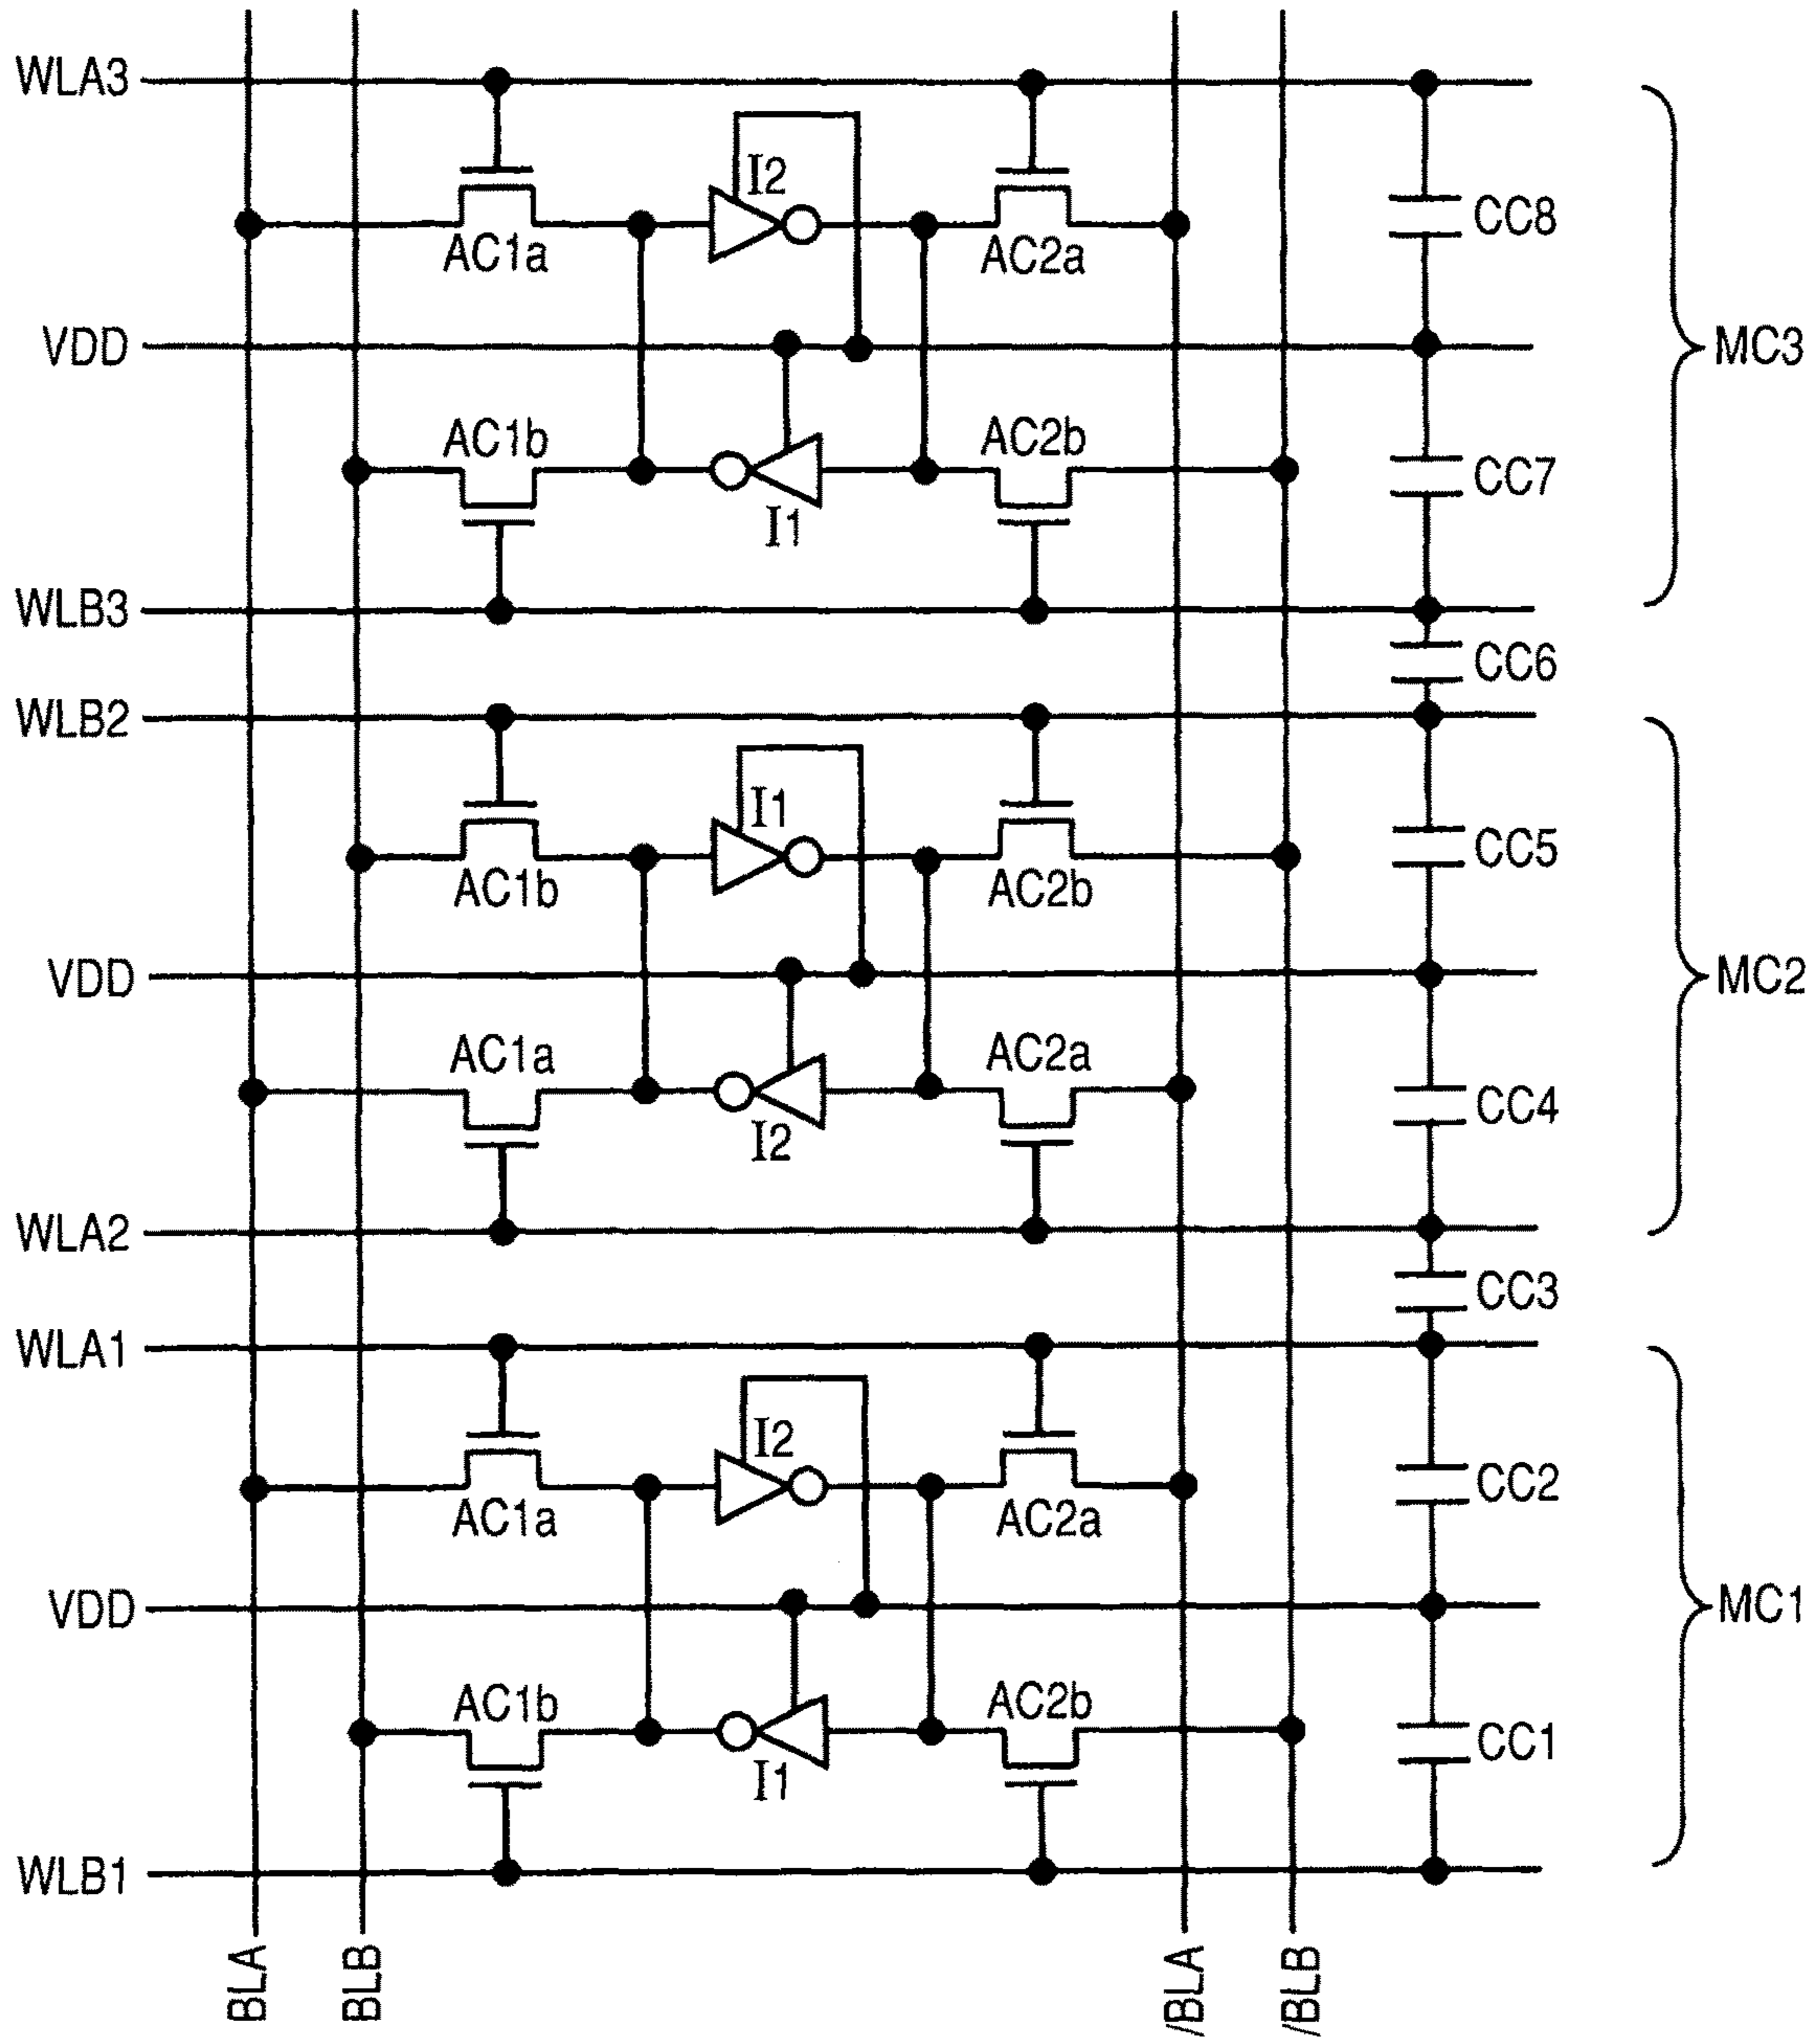 WLA3
I2
AC1a
AC2a
CC8
VDD
MC3
AC1b
AC2b
CC7
I1
WLB3
CC6
WLB2
I1
CC5
AC1b
AC2b
VDD
MC2
AC1a
AC2a
CC4
I2
WLA2
CC3
WLA1
I2
CC2
AC1a
AC2a
VDD
MC1
AC1b
AC2b
CC1
I1
WLB1
BLA
BLB
/BLA
/BLB